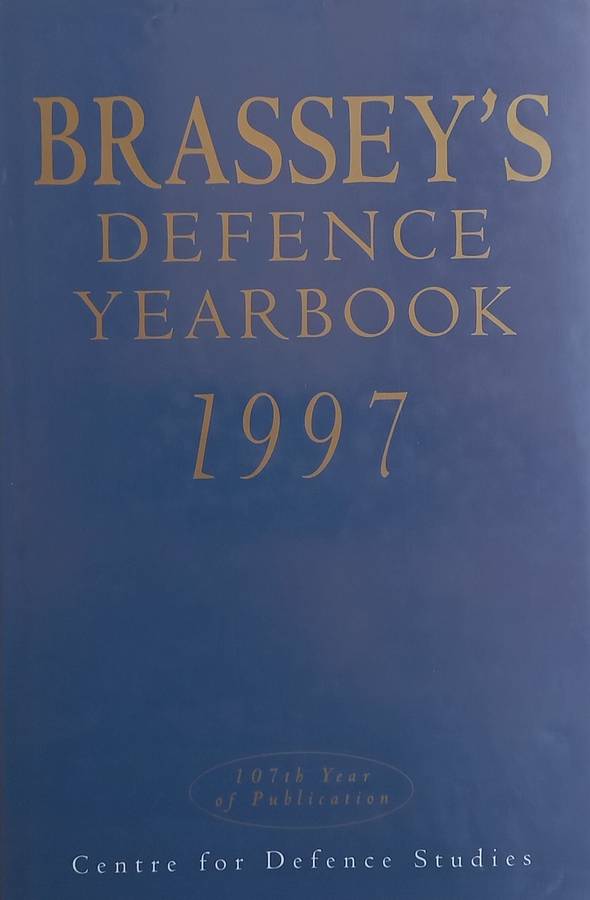 BRASSEY'S
DEFENCE
YEARBOOK
1997
107th Year
of Publication
Centre for Defence Studies